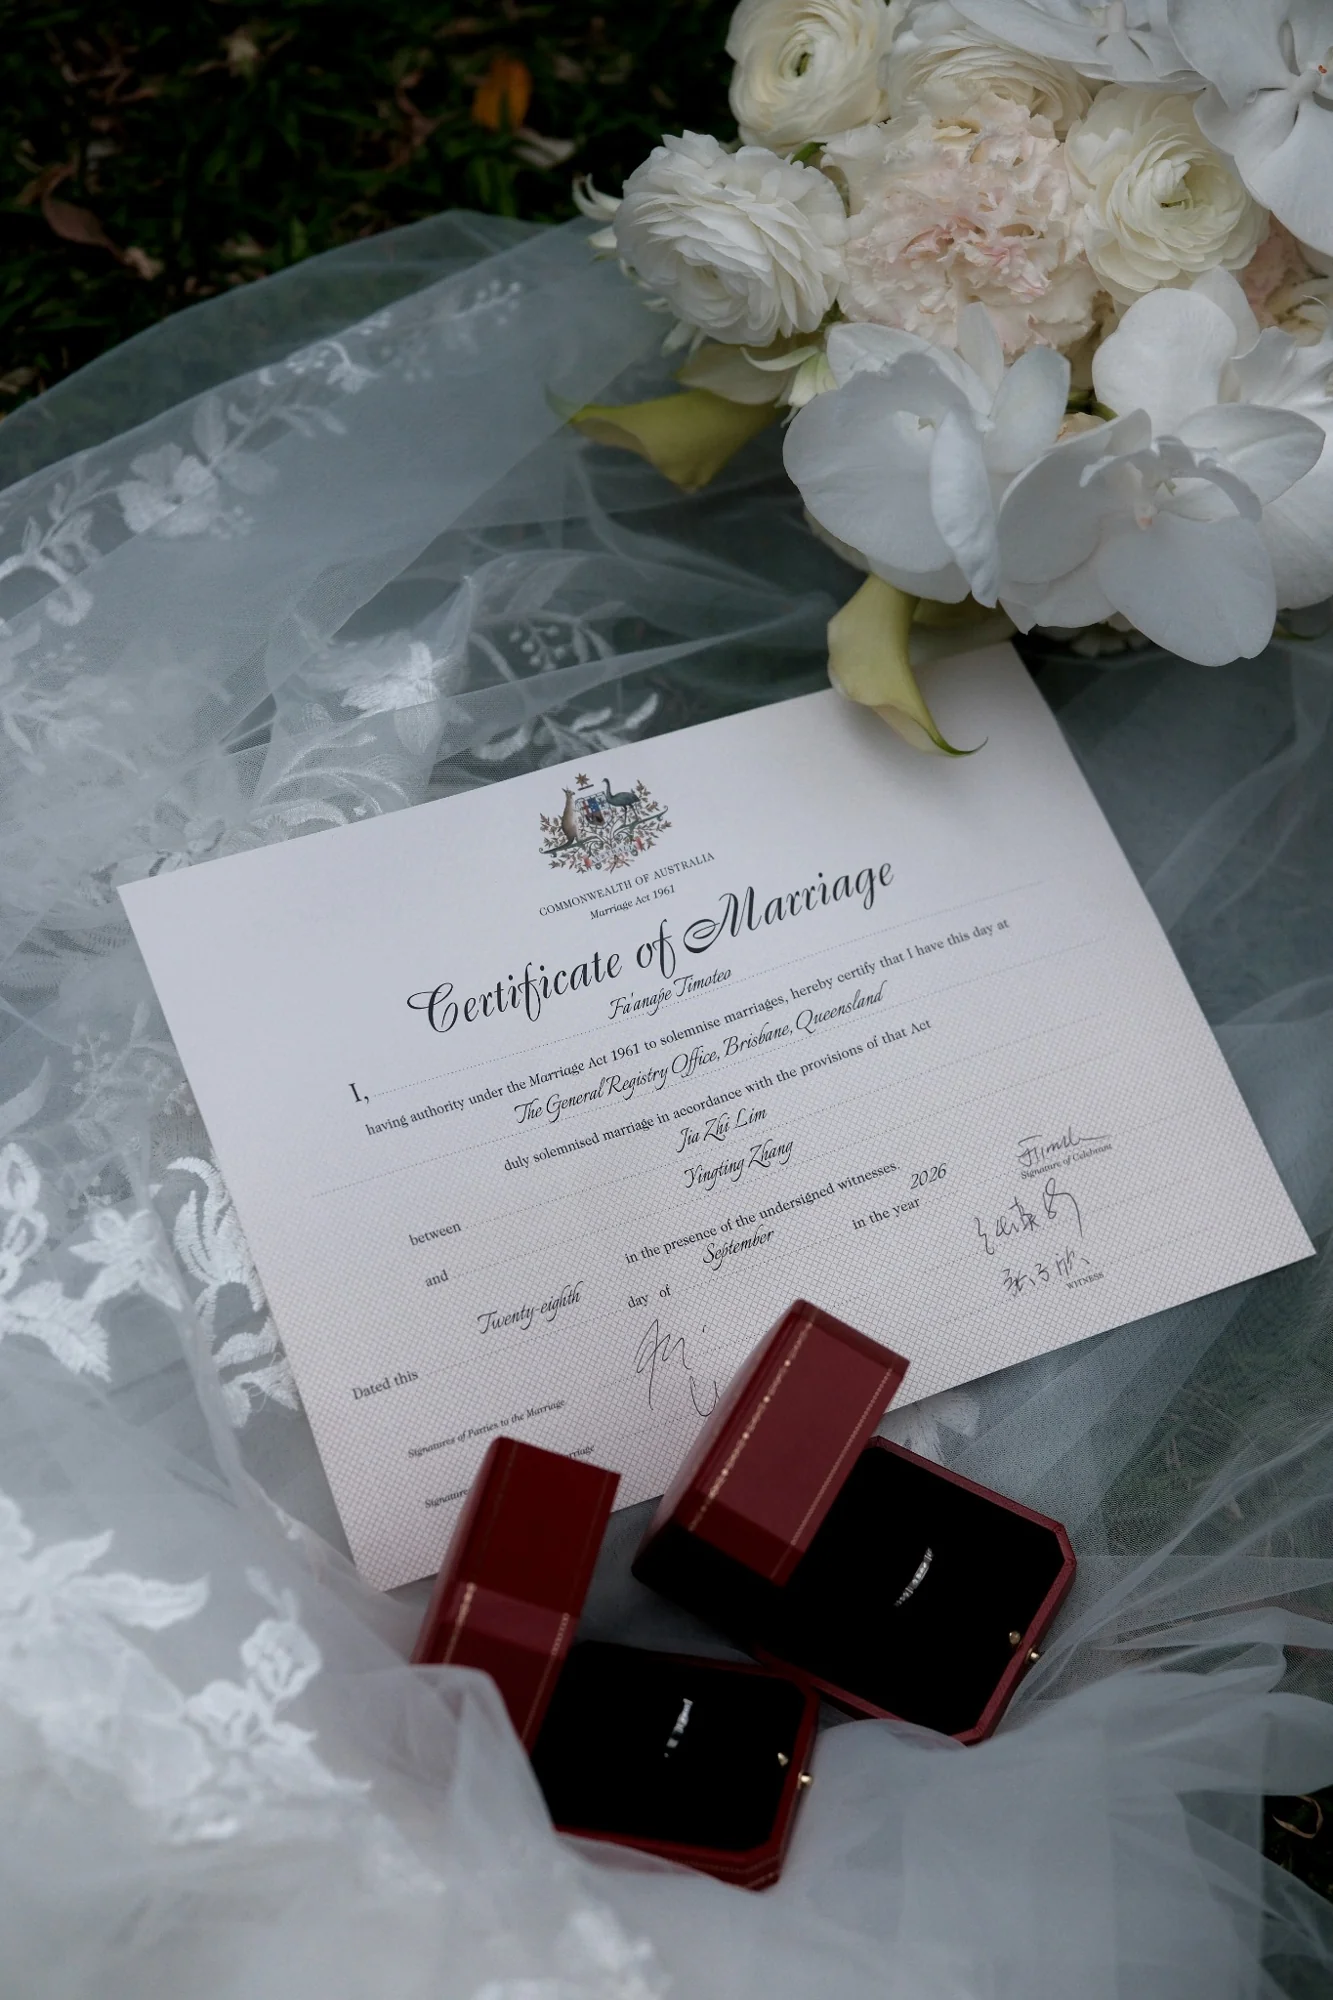 COMMONWEALTH OF AUSTRALIA
Marriage Act 1961
Certificate of Marriage
I, Fa'anape Timoteo
having authority under the Marriage Act 1961 to solemnise marriages, hereby certify that I have this day at
The General Registry Office, Brisbane, Queensland
duly solemnised marriage in accordance with the provisions of that Act
between Jia Zhi Lim
and Yingting Zhang
in the presence of the undersigned witnesses.
Dated this Twenty-eighth day of September in the year 2026
Signature of Celebrant
Signatures of Parties to the Marriage
WITNESS